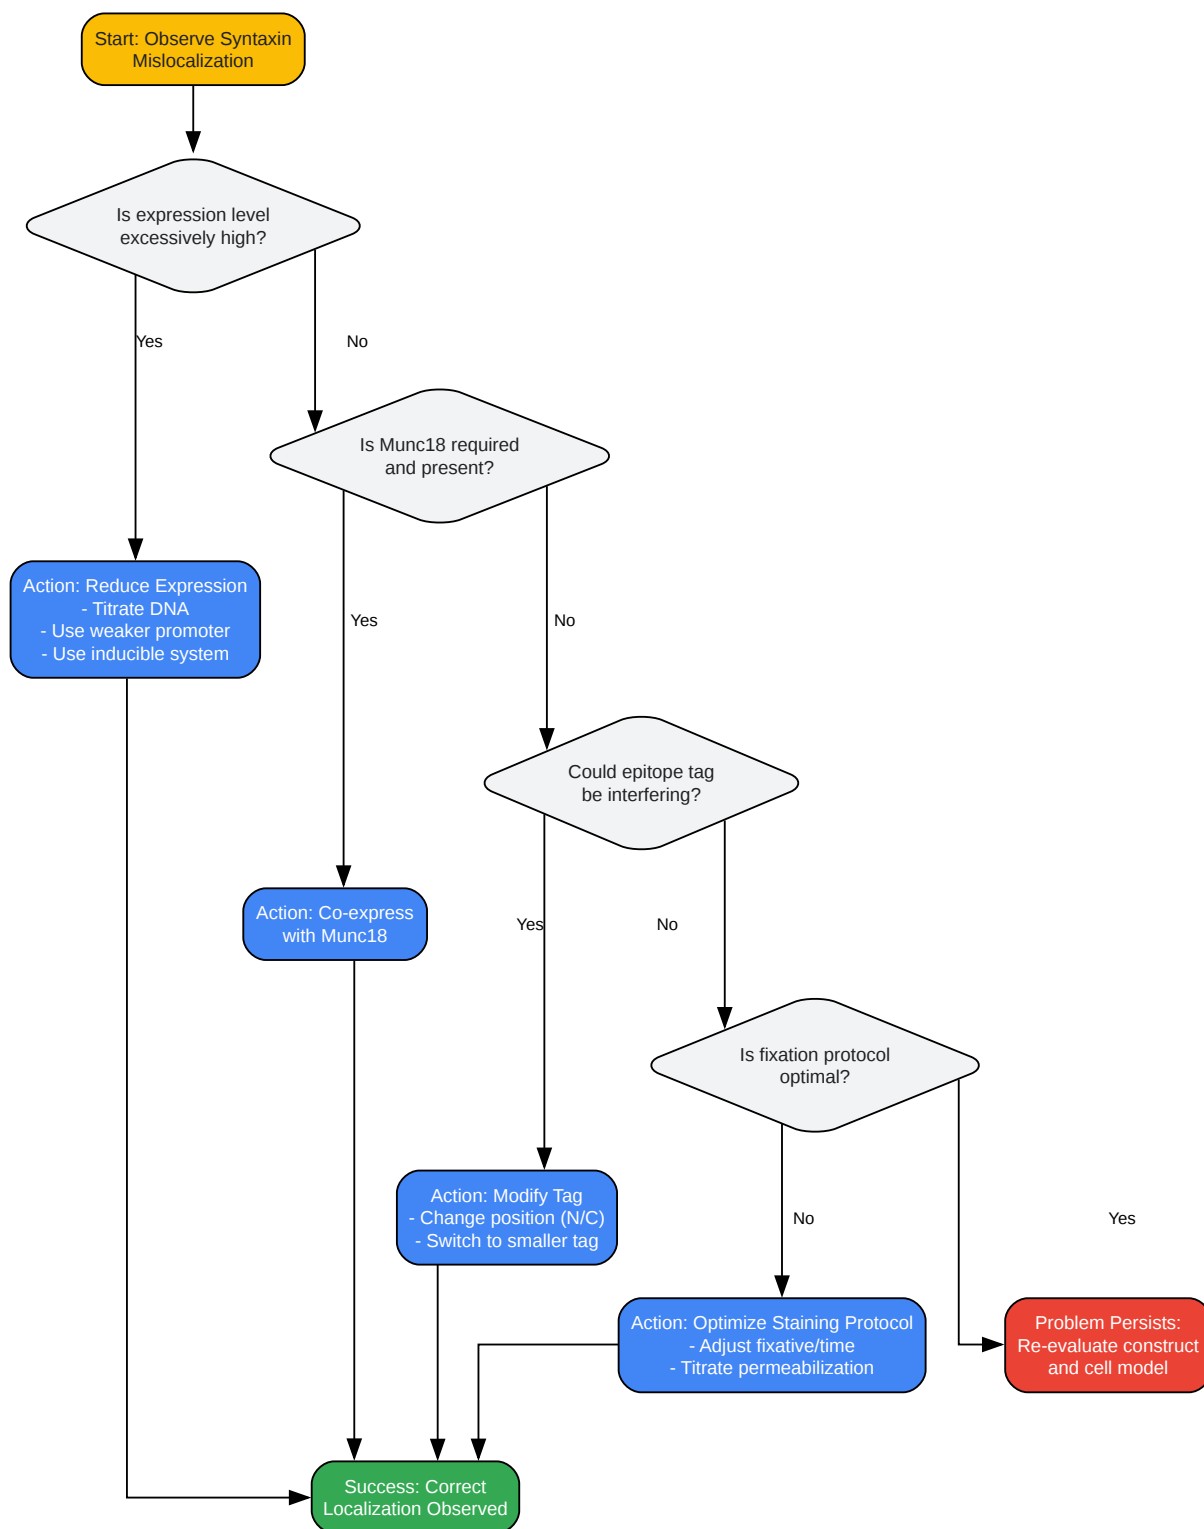 Start: Observe Syntaxin
Mislocalization
Is expression level
excessively high?
Yes
No
Is Munc18 required
and present?
Action: Reduce Expression
- Titrate DNA
- Use weaker promoter
- Use inducible system
Yes
No
Could epitope tag
be interfering?
Action: Co-express
with Munc18
Yes
No
Is fixation protocol
optimal?
Action: Modify Tag
- Change position (N/C)
- Switch to smaller tag
No
Yes
Action: Optimize Staining Protocol
- Adjust fixative/time
- Titrate permeabilization
Problem Persists:
Re-evaluate construct
and cell model
Success: Correct
Localization Observed